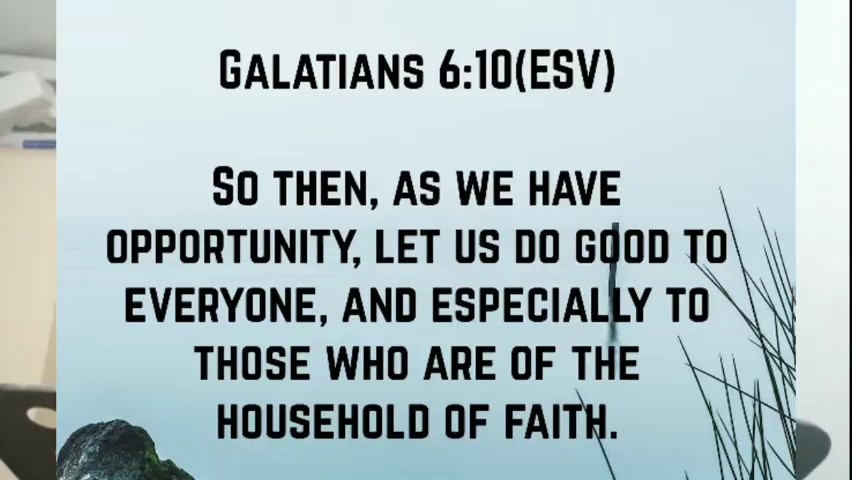 GALATIANS 6:10(ESV)
SO THEN, AS WE HAVE
OPPORTUNITY, LET US DO GOOD TO
EVERYONE, AND ESPECIALLY TO
THOSE WHO ARE OF THE
HOUSEHOLD OF FAITH.